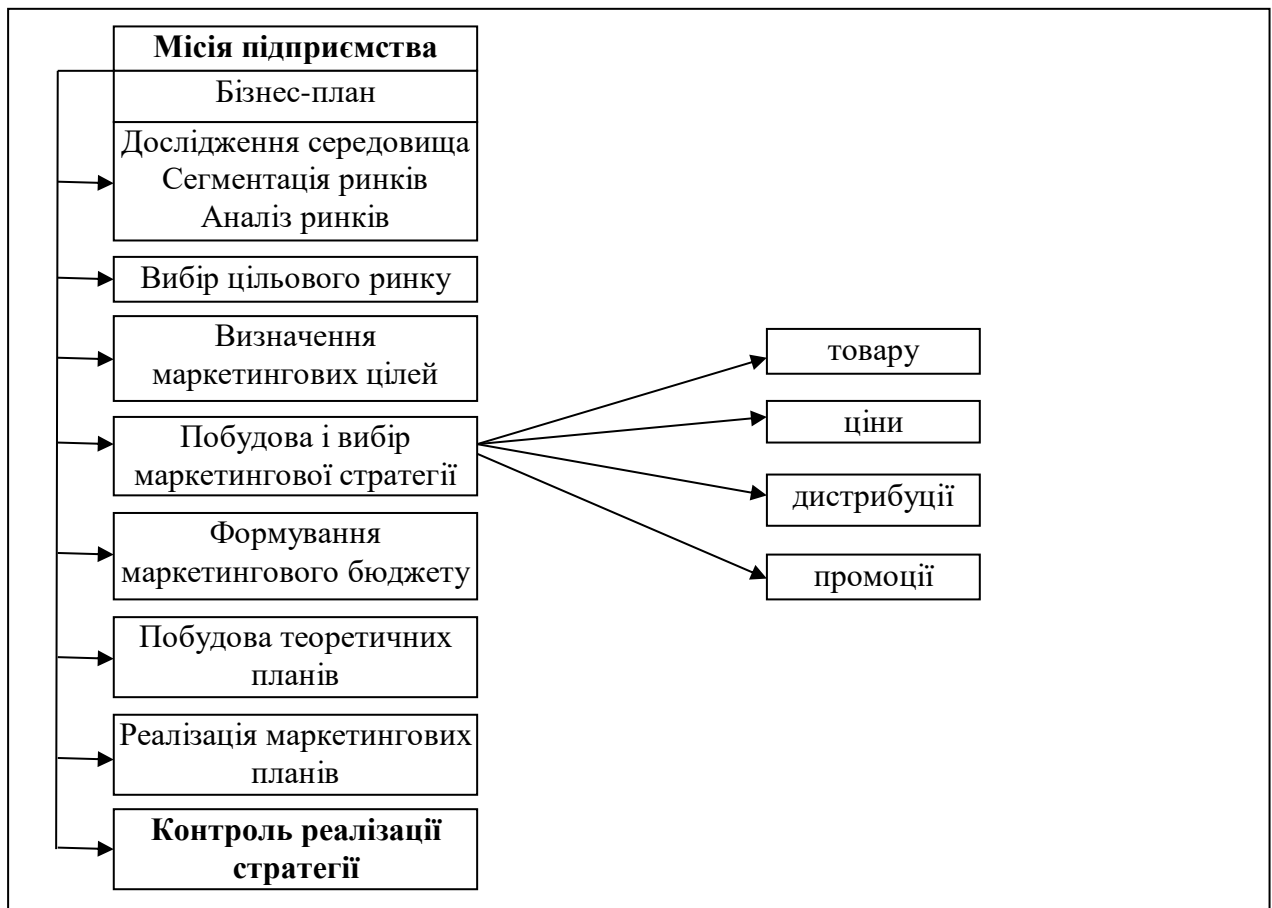 Місія підприємства
Бізнес-план
Дослідження середовища
Сегментація ринків
Аналіз ринків
Вибір цільового ринку
Визначення
маркетингових цілей
Побудова і вибір
маркетингової стратегії
Формування
маркетингового бюджету
Побудова теоретичних
планів
Реалізація маркетингових
планів
Контроль реалізації
стратегії
товару
ціни
дистрибуції
промоції